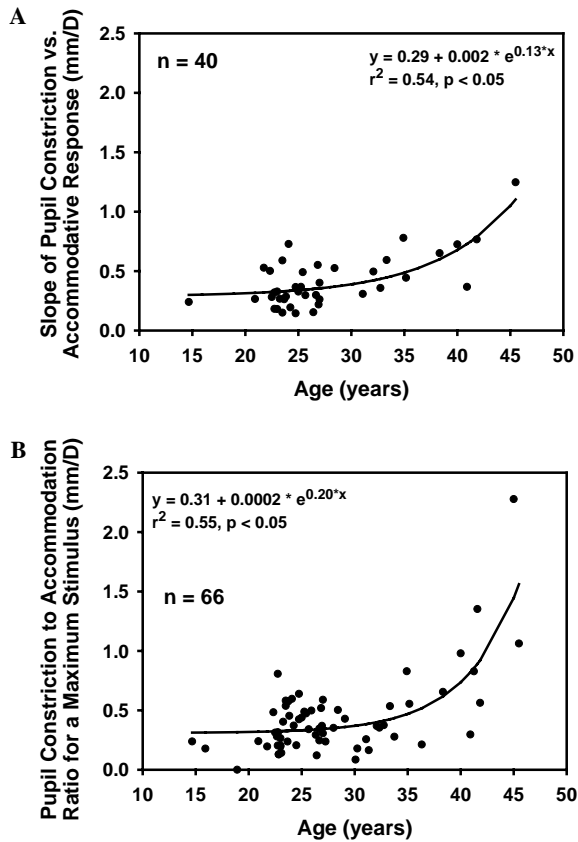 A
Slope of Pupil Constriction vs.
Accommodative Response (mm/D)
n = 40
y = 0.29 + 0.002 * e^0.13*x
r² = 0.54, p < 0.05
2.5
2.0
1.5
1.0
0.5
0.0
10 15 20 25 30 35 40 45 50
Age (years)
B
Pupil Constriction to Accommodation
Ratio for a Maximum Stimulus (mm/D)
y = 0.31 + 0.0002 * e^0.20*x
r² = 0.55, p < 0.05
n = 66
2.5
2.0
1.5
1.0
0.5
0.0
10 15 20 25 30 35 40 45 50
Age (years)